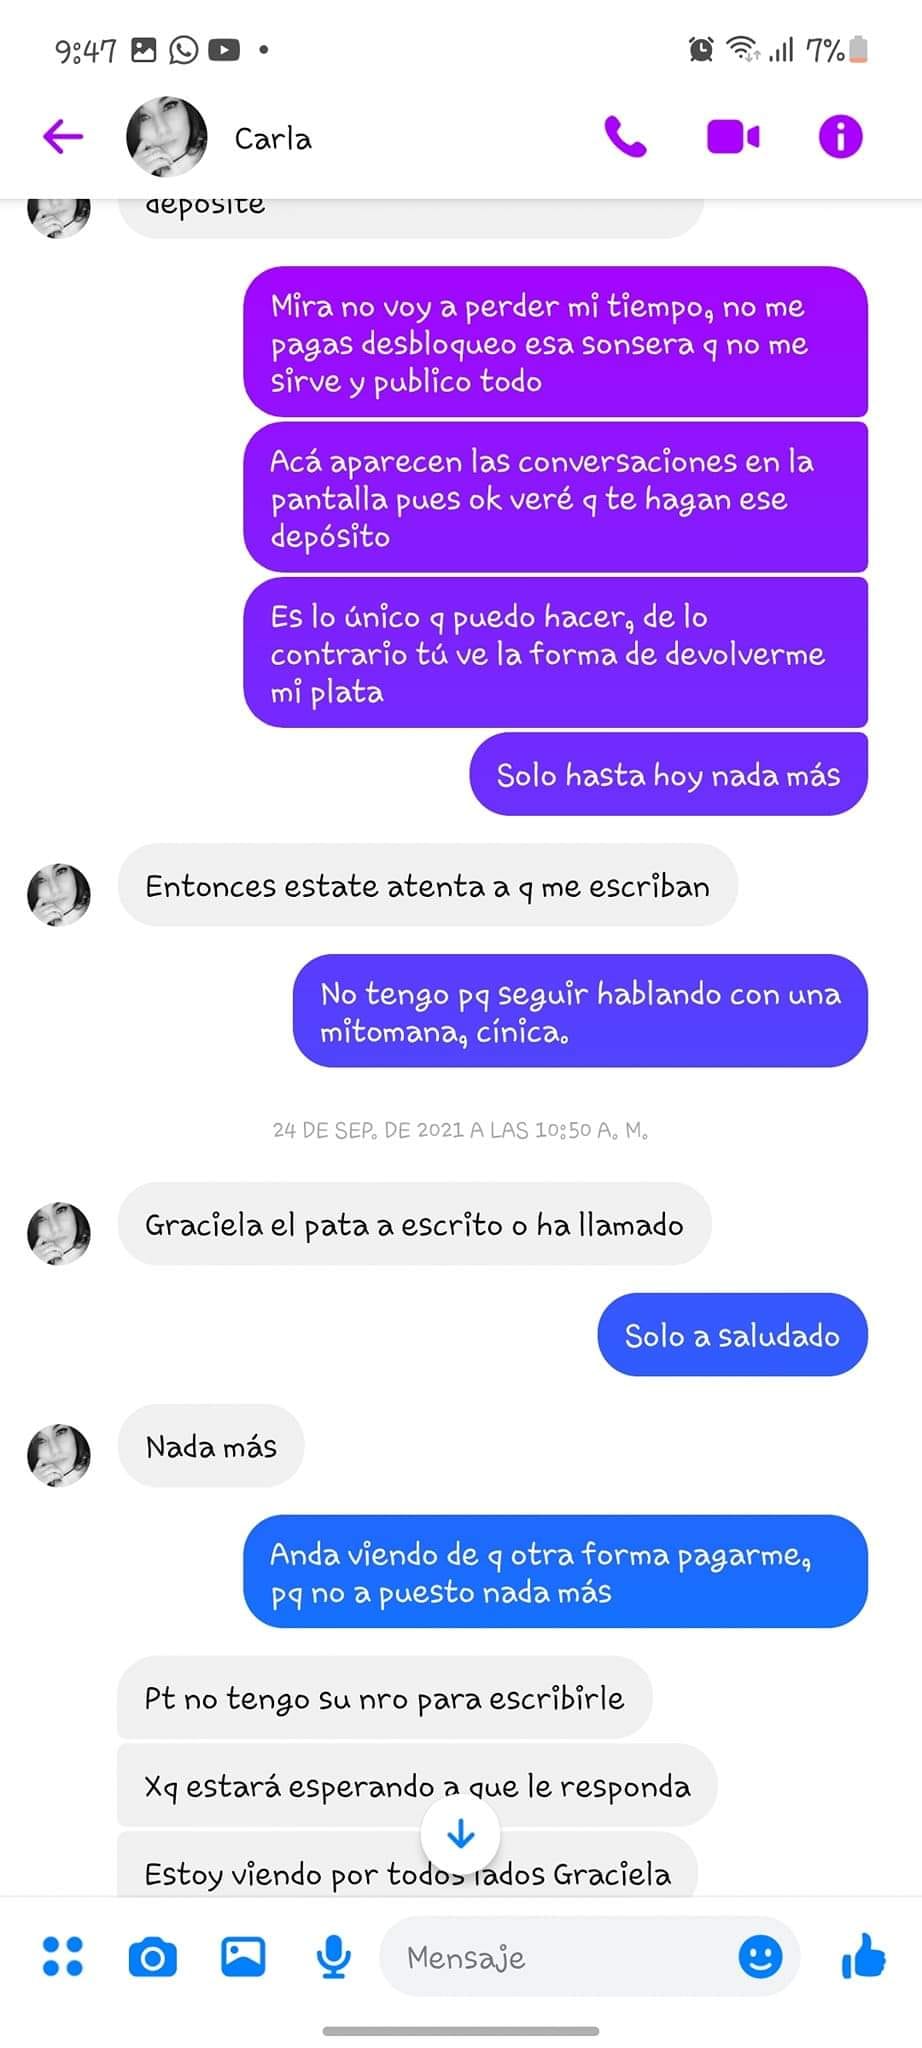 9:47
7%
Carla
deposite
Mira no voy a perder mi tiempo, no me
pagas desbloqueo esa sonsera q no me
sirve y publico todo
Acá aparecen las conversaciones en la
pantalla pues ok veré q te hagan ese
depósito
Es lo único q puedo hacer, de lo
contrario tú ve la forma de devolverme
mi plata
Solo hasta hoy nada más
Entonces estate atenta a q me escriban
No tengo pq seguir hablando con una
mitomana, cínica.
24 DE SEP. DE 2021 A LAS 10:50 A. M.
Graciela el pata a escrito o ha llamado
Solo a saludado
Nada más
Anda viendo de q otra forma pagarme,
pq no a puesto nada más
Pt no tengo su nro para escribirle
Xq estará esperando a que le responda
Estoy viendo por todos lados Graciela
Mensaje